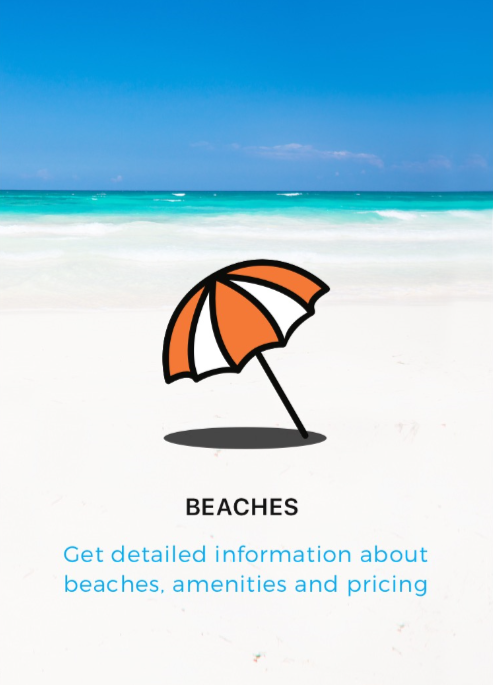 BEACHES
Get detailed information about
beaches, amenities and pricing